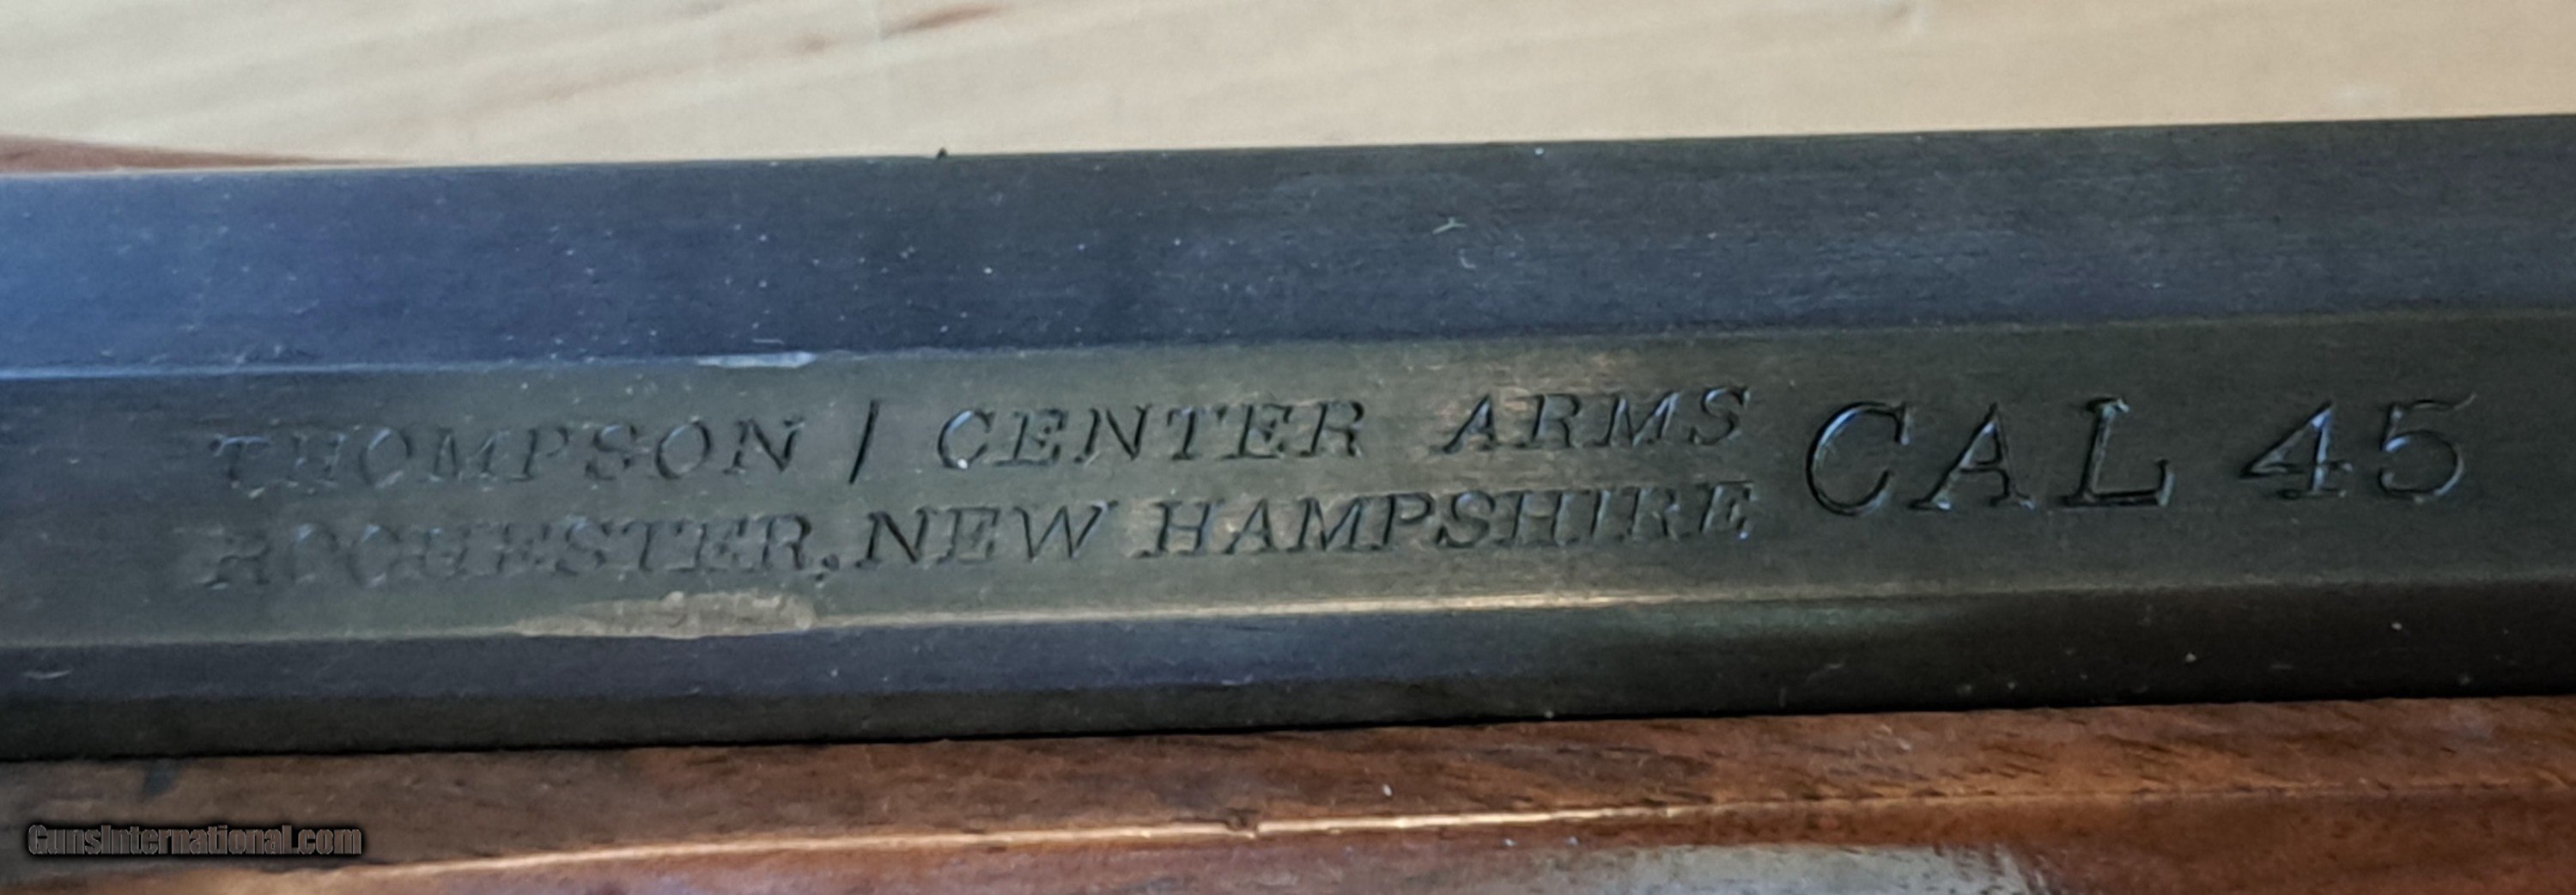 THOMPSON / CENTER ARMS CAL 45
ROCHESTER, NEW HAMPSHIRE
GunsInternational.com